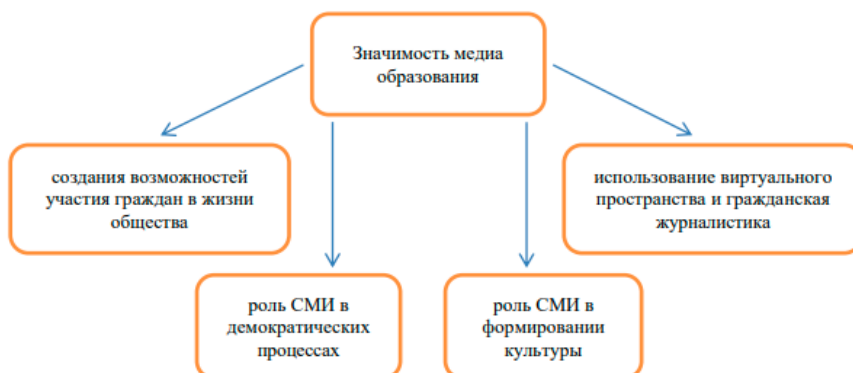 Значимость медиа
образования
создания возможностей
участия граждан в жизни
общества
использование виртуального
пространства и гражданская
журналистика
роль СМИ в
демократических
процессах
роль СМИ в
формировании
культуры